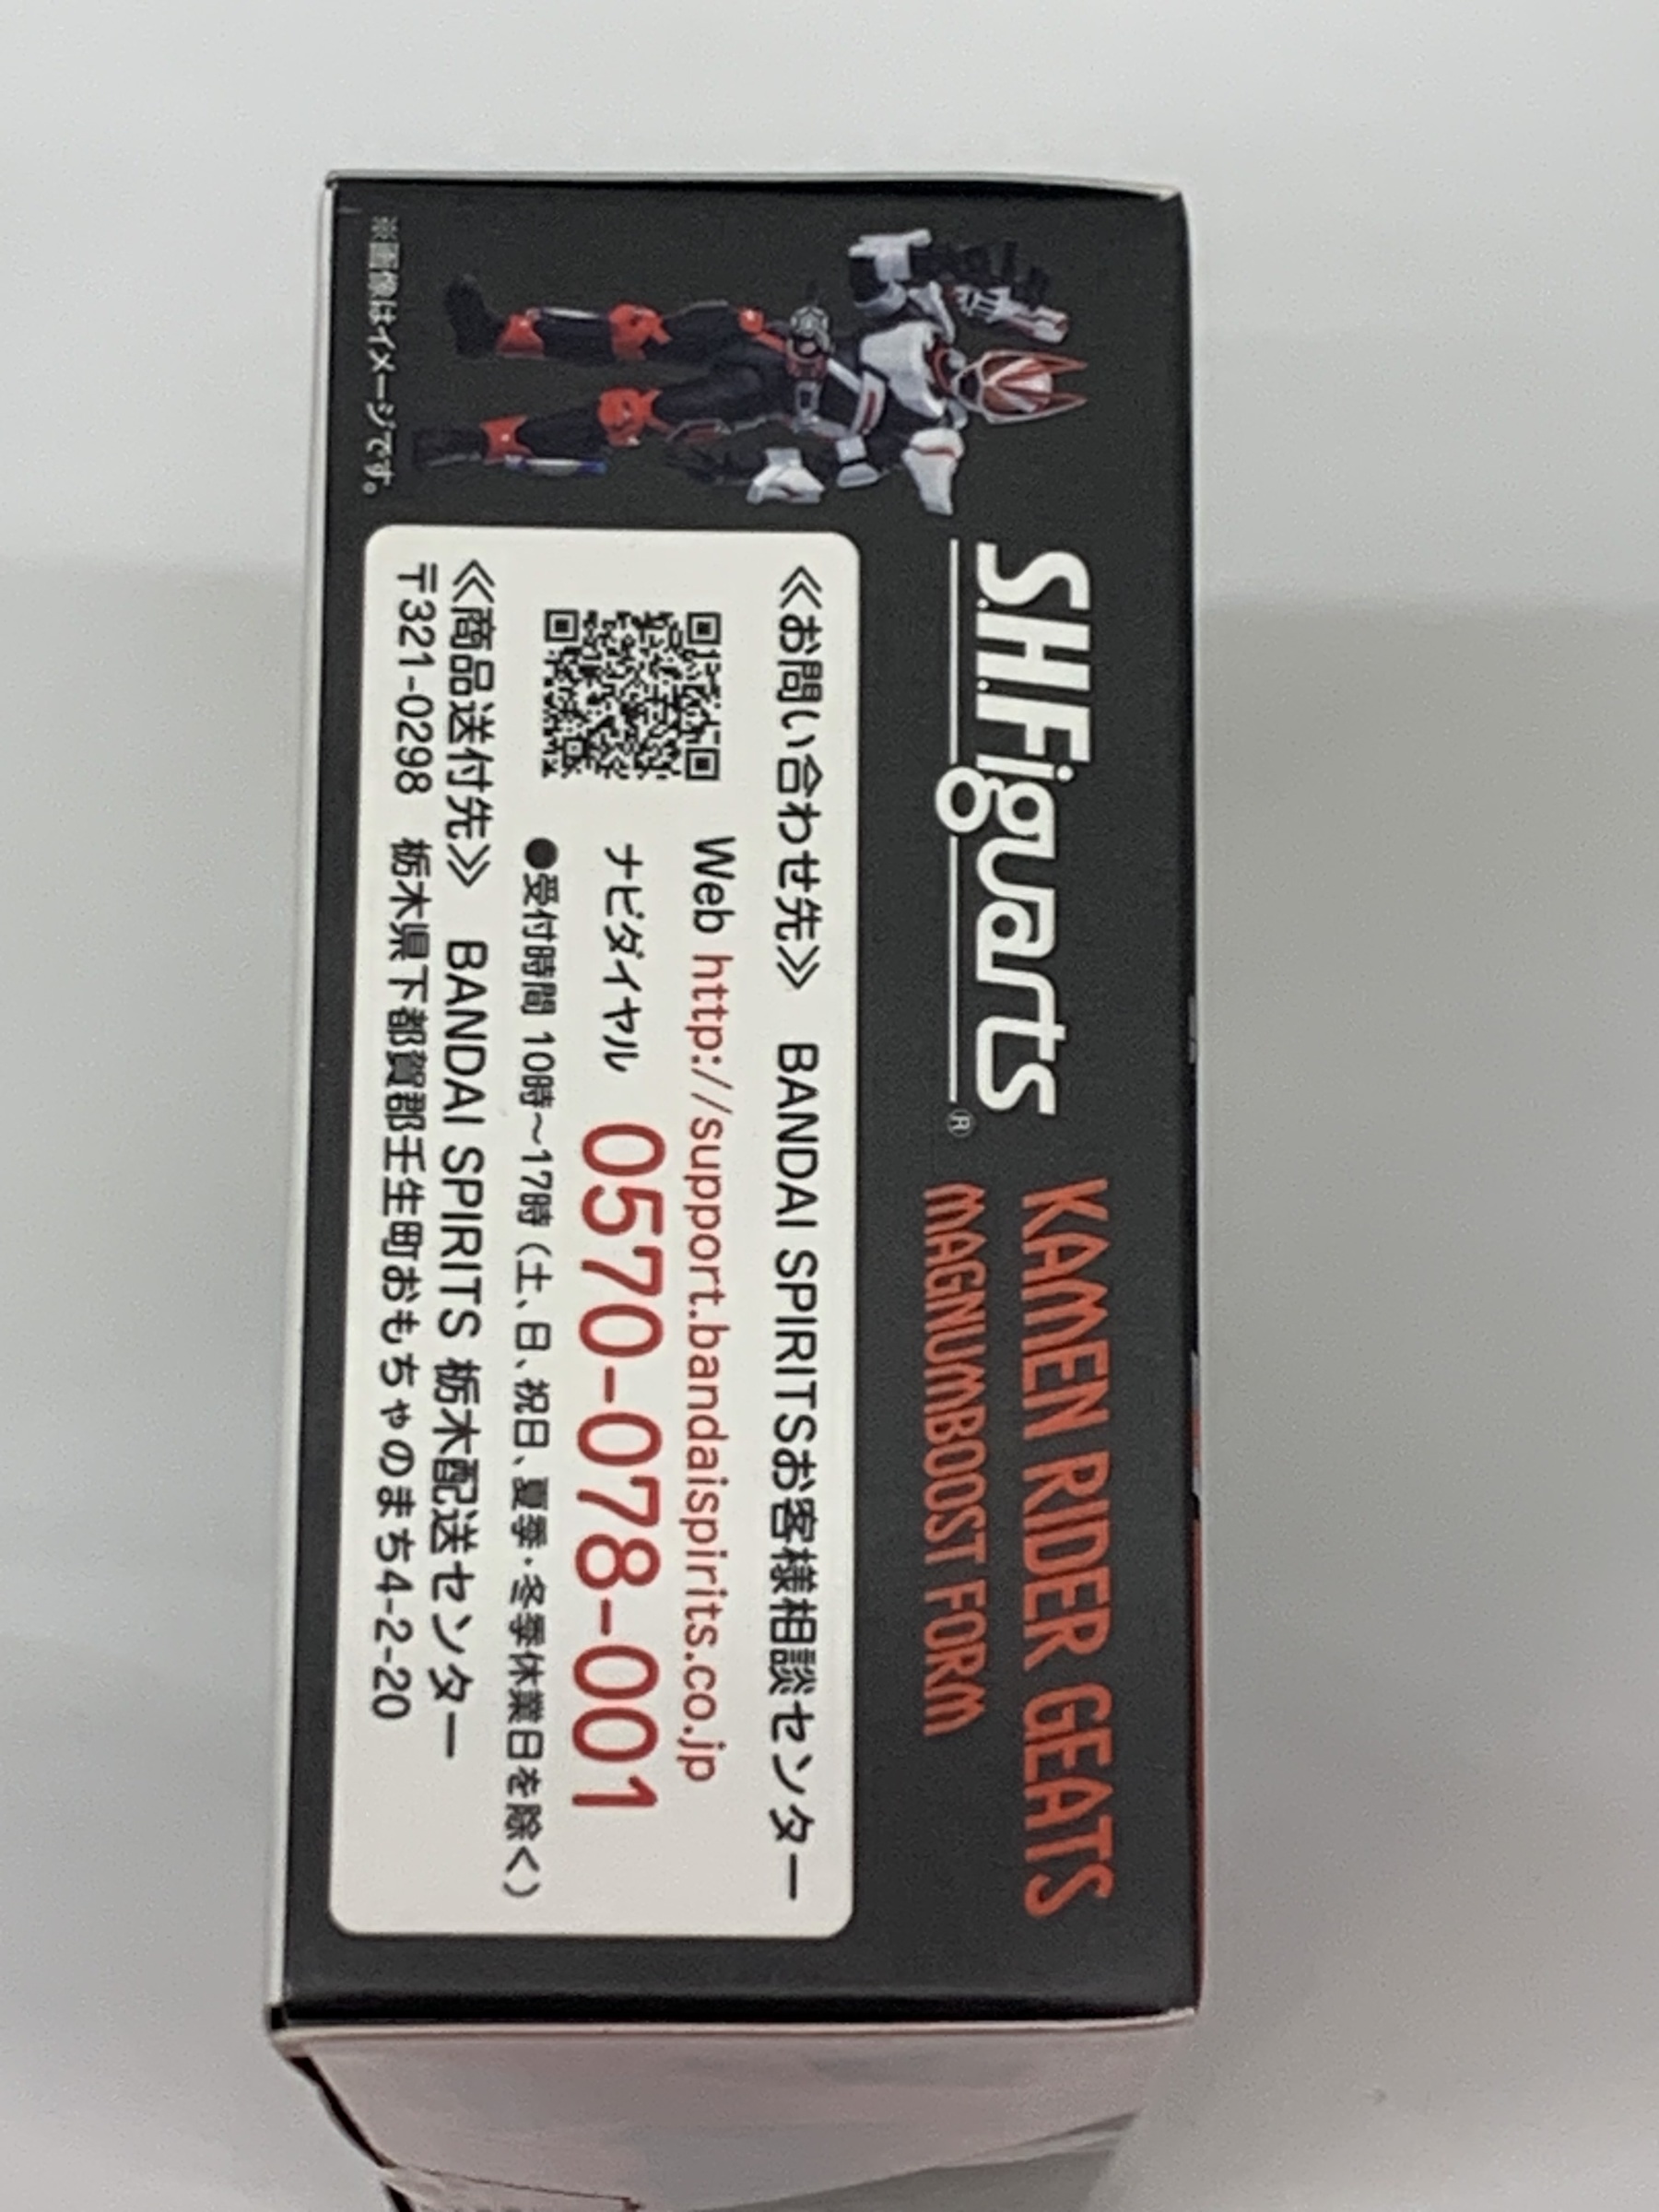 S.H.Figuarts®
KAMEN RIDER GEATS
MAGNUMBOOST FORM
≪お問い合わせ先≫ BANDAI SPIRITSお客様相談センター
Web http://support.bandaispirits.co.jp
ナビダイヤル 0570-078-001
●受付時間 10時～17時（土、日、祝日、夏季・冬季休業日を除く）
≪商品送付先≫ BANDAI SPIRITS 栃木配送センター
〒321-0298 栃木県下都賀郡壬生町おもちゃのまち4-2-20
※画像はイメージです。